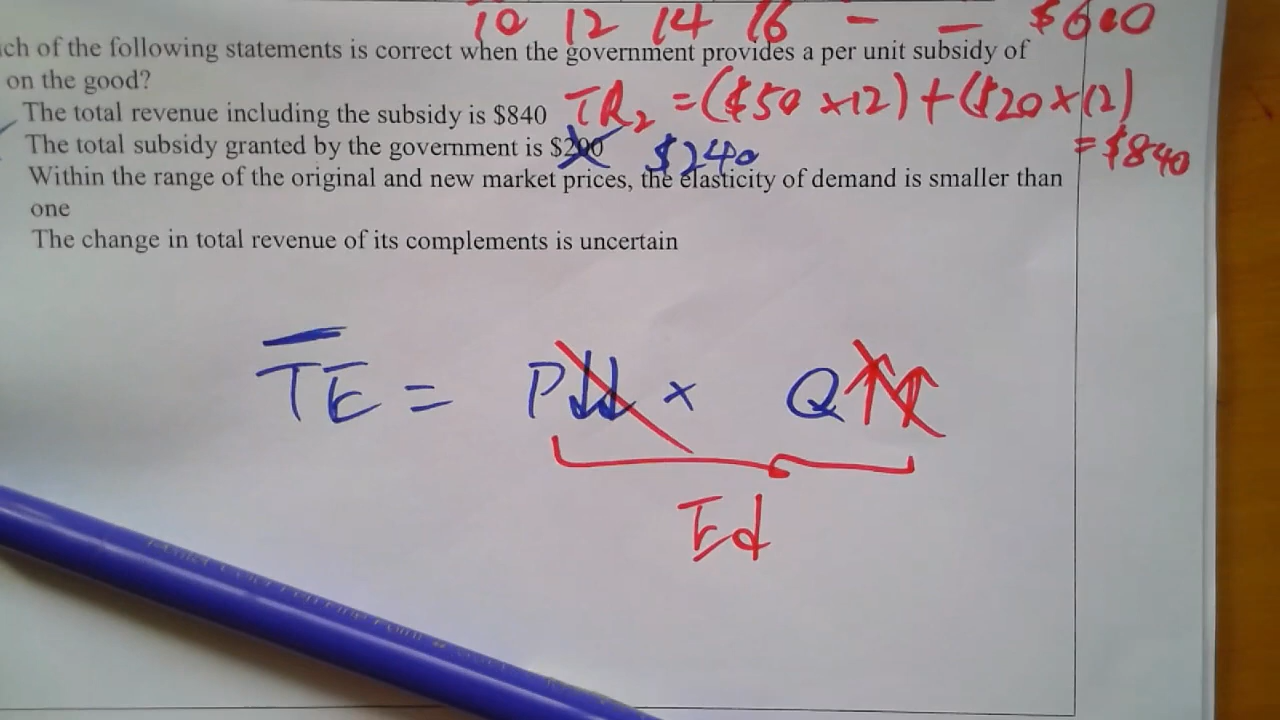 10 12 14 16 - - $600
ich of the following statements is correct when the government provides a per unit subsidy of
on the good?
The total revenue including the subsidy is $840 TR2 = ($50 x12) + ($20 x 12)
The total subsidy granted by the government is $200 $240 = $840
Within the range of the original and new market prices, the elasticity of demand is smaller than
one
The change in total revenue of its complements is uncertain
TE = P↓↓ x Q↑↑
Ed